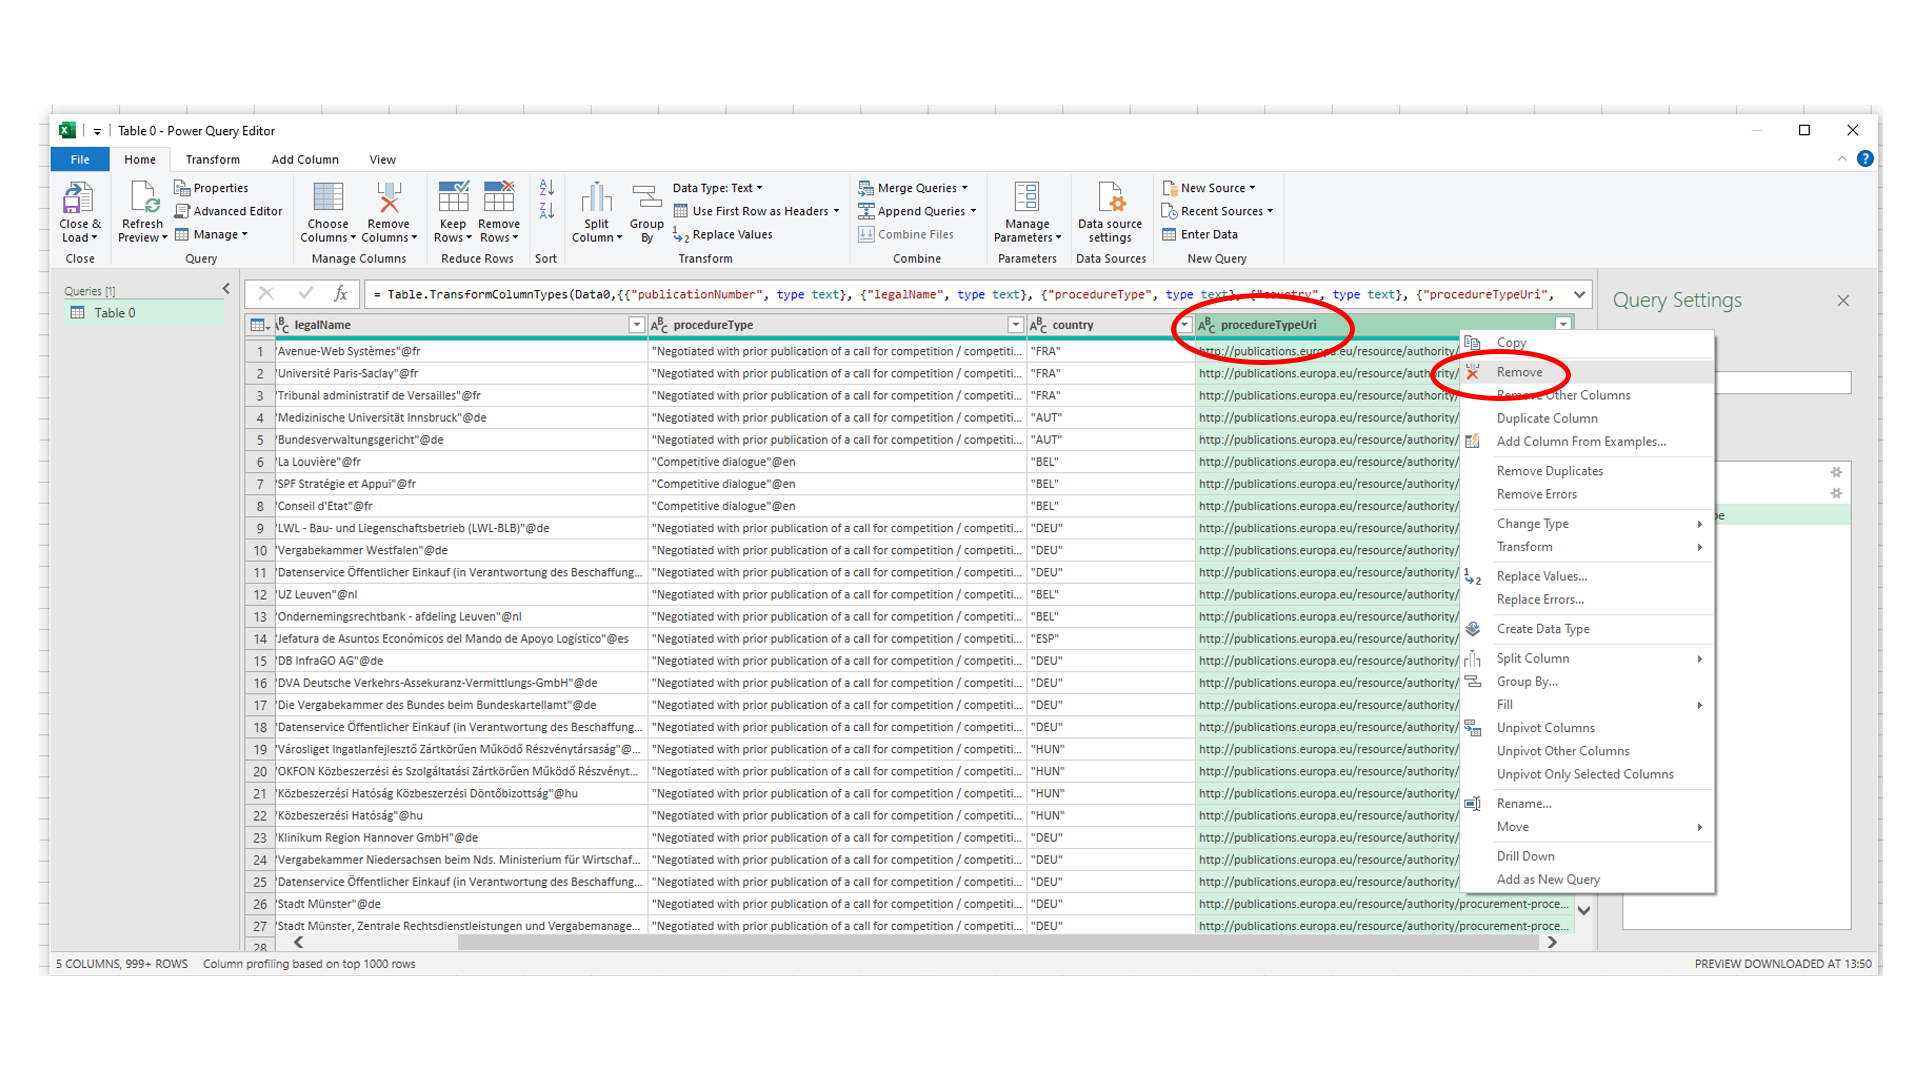 Table 0 - Power Query Editor
File Home Transform Add Column View
Close & Load
Refresh Preview
Properties
Advanced Editor
Manage
Choose Columns
Remove Columns
Keep Rows
Remove Rows
Split Column
Group By
Data Type: Text
Use First Row as Headers
Replace Values
Merge Queries
Append Queries
Combine Files
Manage Parameters
Data source settings
New Source
Recent Sources
Enter Data
Close Query Manage Columns Reduce Rows Sort Transform Combine Parameters Data Sources New Query
Queries [1]
Table 0
fx
= Table.TransformColumnTypes(Data0,{{"publicationNumber", type text}, {"legalName", type text}, {"procedureType", type text}, {"country", type text}, {"procedureTypeUri",
Query Settings
ABC legalName ABC procedureType ABC country ABC procedureTypeUri
1 "Avenue-Web Systèmes"@fr "Negotiated with prior publication of a call for competition / competiti... "FRA" http://publications.europa.eu/resource/authority/
2 "Université Paris-Saclay"@fr "Negotiated with prior publication of a call for competition / competiti... "FRA" http://publications.europa.eu/resource/authority/
3 "Tribunal administratif de Versailles"@fr "Negotiated with prior publication of a call for competition / competiti... "FRA" http://publications.europa.eu/resource/authority/
4 "Medizinische Universität Innsbruck"@de "Negotiated with prior publication of a call for competition / competiti... "AUT" http://publications.europa.eu/resource/authority/
5 "Bundesverwaltungsgericht"@de "Negotiated with prior publication of a call for competition / competiti... "AUT" http://publications.europa.eu/resource/authority/
6 "La Louvière"@fr "Competitive dialogue"@en "BEL" http://publications.europa.eu/resource/authority/
7 "SPF Stratégie et Appui"@fr "Competitive dialogue"@en "BEL" http://publications.europa.eu/resource/authority/
8 "Conseil d'Etat"@fr "Competitive dialogue"@en "BEL" http://publications.europa.eu/resource/authority/
9 "LWL - Bau- und Liegenschaftsbetrieb (LWL-BLB)"@de "Negotiated with prior publication of a call for competition / competiti... "DEU" http://publications.europa.eu/resource/authority/
10 "Vergabekammer Westfalen"@de "Negotiated with prior publication of a call for competition / competiti... "DEU" http://publications.europa.eu/resource/authority/
11 "Datenservice Öffentlicher Einkauf (in Verantwortung des Beschaffung... "Negotiated with prior publication of a call for competition / competiti... "DEU" http://publications.europa.eu/resource/authority/
12 "UZ Leuven"@nl "Negotiated with prior publication of a call for competition / competiti... "BEL" http://publications.europa.eu/resource/authority/
13 "Ondernemingsrechtbank - afdeling Leuven"@nl "Negotiated with prior publication of a call for competition / competiti... "BEL" http://publications.europa.eu/resource/authority/
14 "Jefatura de Asuntos Económicos del Mando de Apoyo Logístico"@es "Negotiated with prior publication of a call for competition / competiti... "ESP" http://publications.europa.eu/resource/authority/
15 "DB InfraGO AG"@de "Negotiated with prior publication of a call for competition / competiti... "DEU" http://publications.europa.eu/resource/authority/
16 "DVA Deutsche Verkehrs-Assekuranz-Vermittlungs-GmbH"@de "Negotiated with prior publication of a call for competition / competiti... "DEU" http://publications.europa.eu/resource/authority/
17 "Die Vergabekammer des Bundes beim Bundeskartellamt"@de "Negotiated with prior publication of a call for competition / competiti... "DEU" http://publications.europa.eu/resource/authority/
18 "Datenservice Öffentlicher Einkauf (in Verantwortung des Beschaffung... "Negotiated with prior publication of a call for competition / competiti... "DEU" http://publications.europa.eu/resource/authority/
19 "Városliget Ingatlanfejlesztő Zártkörűen Működő Részvénytársaság"@... "Negotiated with prior publication of a call for competition / competiti... "HUN" http://publications.europa.eu/resource/authority/
20 "OKFON Közbeszerzési és Szolgáltatási Zártkörűen Működő Részvényt... "Negotiated with prior publication of a call for competition / competiti... "HUN" http://publications.europa.eu/resource/authority/
21 "Közbeszerzési Hatóság Közbeszerzési Döntőbizottság"@hu "Negotiated with prior publication of a call for competition / competiti... "HUN" http://publications.europa.eu/resource/authority/
22 "Közbeszerzési Hatóság"@hu "Negotiated with prior publication of a call for competition / competiti... "HUN" http://publications.europa.eu/resource/authority/
23 "Klinikum Region Hannover GmbH"@de "Negotiated with prior publication of a call for competition / competiti... "DEU" http://publications.europa.eu/resource/authority/
24 "Vergabekammer Niedersachsen beim Nds. Ministerium für Wirtschaf... "Negotiated with prior publication of a call for competition / competiti... "DEU" http://publications.europa.eu/resource/authority/
25 "Datenservice Öffentlicher Einkauf (in Verantwortung des Beschaffung... "Negotiated with prior publication of a call for competition / competiti... "DEU" http://publications.europa.eu/resource/authority/
26 "Stadt Münster"@de "Negotiated with prior publication of a call for competition / competiti... "DEU" http://publications.europa.eu/resource/authority/procurement-proce...
27 "Stadt Münster, Zentrale Rechtsdienstleistungen und Vergabemanage... "Negotiated with prior publication of a call for competition / competiti... "DEU" http://publications.europa.eu/resource/authority/procurement-proce...
28
Copy
Remove
Remove Other Columns
Duplicate Column
Add Column From Examples...
Remove Duplicates
Remove Errors
Change Type
Transform
Replace Values...
Replace Errors...
Create Data Type
Split Column
Group By...
Fill
Unpivot Columns
Unpivot Other Columns
Unpivot Only Selected Columns
Rename...
Move
Drill Down
Add as New Query
pe
5 COLUMNS, 999+ ROWS Column profiling based on top 1000 rows
PREVIEW DOWNLOADED AT 13:50